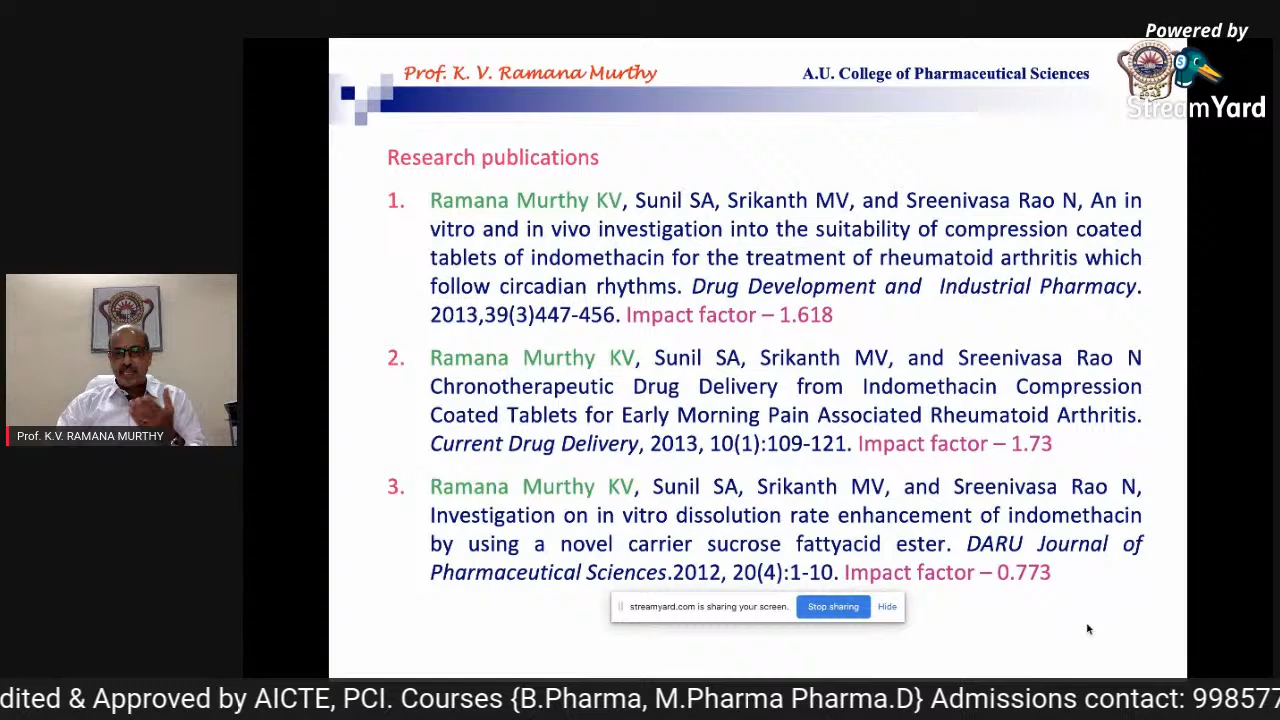 Powered by
StreamYard
Prof. K. V. Ramana Murthy
A.U. College of Pharmaceutical Sciences
Research publications
1. Ramana Murthy KV, Sunil SA, Srikanth MV, and Sreenivasa Rao N, An in
vitro and in vivo investigation into the suitability of compression coated
tablets of indomethacin for the treatment of rheumatoid arthritis which
follow circadian rhythms. Drug Development and Industrial Pharmacy.
2013,39(3)447-456. Impact factor – 1.618
2. Ramana Murthy KV, Sunil SA, Srikanth MV, and Sreenivasa Rao N
Chronotherapeutic Drug Delivery from Indomethacin Compression
Coated Tablets for Early Morning Pain Associated Rheumatoid Arthritis.
Current Drug Delivery, 2013, 10(1):109-121. Impact factor – 1.73
3. Ramana Murthy KV, Sunil SA, Srikanth MV, and Sreenivasa Rao N,
Investigation on in vitro dissolution rate enhancement of indomethacin
by using a novel carrier sucrose fattyacid ester. DARU Journal of
Pharmaceutical Sciences.2012, 20(4):1-10. Impact factor – 0.773
Prof. K.V. RAMANA MURTHY
streamyard.com is sharing your screen. Stop sharing Hide
dited & Approved by AICTE, PCI. Courses {B.Pharma, M.Pharma Pharma.D} Admissions contact: 998577